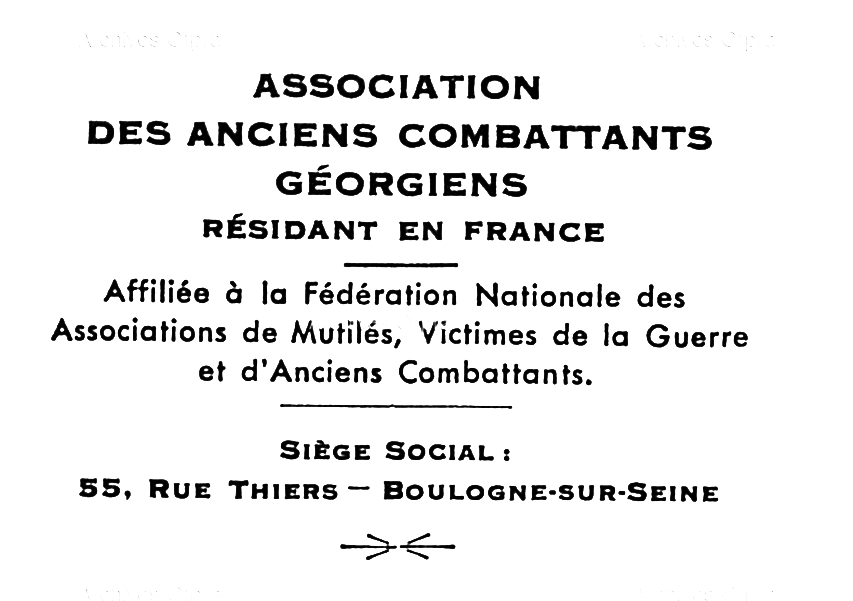 ASSOCIATION
DES ANCIENS COMBATTANTS
GÉORGIENS
RÉSIDANT EN FRANCE
Affiliée à la Fédération Nationale des
Associations de Mutilés, Victimes de la Guerre
et d'Anciens Combattants.
SIÈGE SOCIAL :
55, RUE THIERS — BOULOGNE-SUR-SEINE